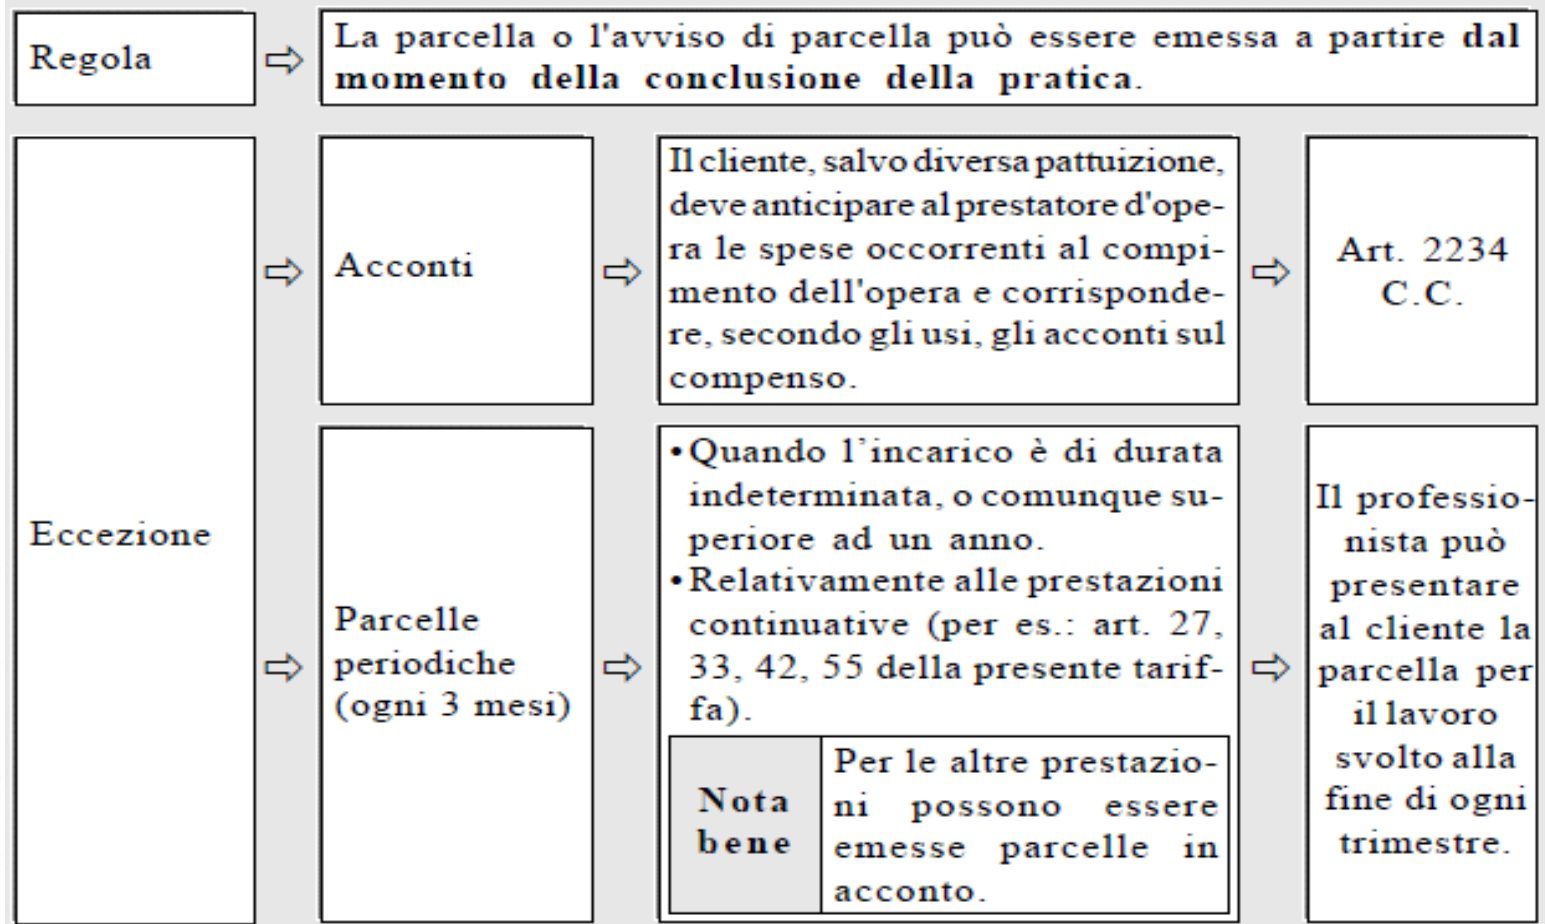 Regola
La parcella o l'avviso di parcella può essere emessa a partire dal
momento della conclusione della pratica.
Eccezione
Acconti
Il cliente, salvo diversa pattuizione,
deve anticipare al prestatore d'ope-
ra le spese occorrenti al compi-
mento dell'opera e corrisponde-
re, secondo gli usi, gli acconti sul
compenso.
Art. 2234
C.C.
Parcelle
periodiche
(ogni 3 mesi)
•Quando l'incarico è di durata
indeterminata, o comunque su-
periore ad un anno.
•Relativamente alle prestazioni
continuative (per es.: art. 27,
33, 42, 55 della presente tarif-
fa).
Nota
bene
Per le altre prestazio-
ni possono essere
emesse parcelle in
acconto.
Il professio-
nista può
presentare
al cliente la
parcella per
il lavoro
svolto alla
fine di ogni
trimestre.